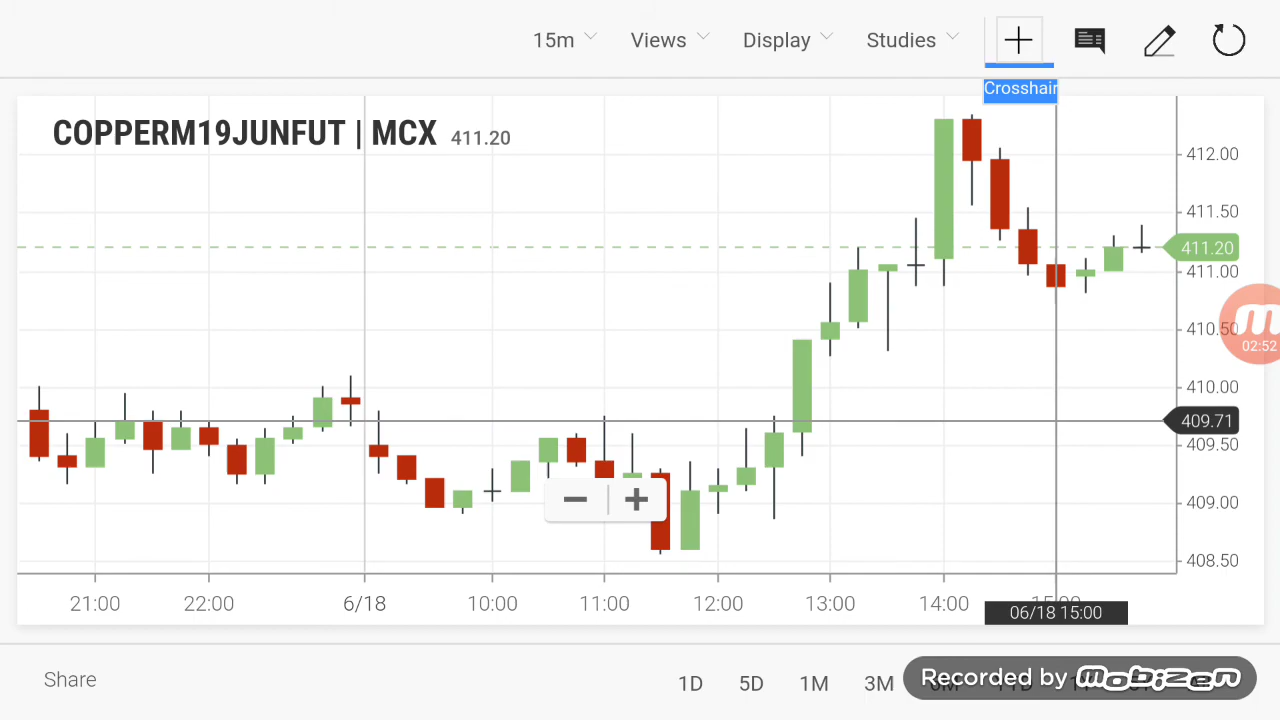 15m Views Display Studies
Crosshair
COPPERM19JUNFUT | MCX 411.20
412.00
411.50
411.20
411.00
410.50
02:52
410.00
409.71
409.50
409.00
408.50
21:00 22:00 6/18 10:00 11:00 12:00 13:00 14:00 15:00
06/18 15:00
Share 1D 5D 1M 3M
Recorded by mobizen